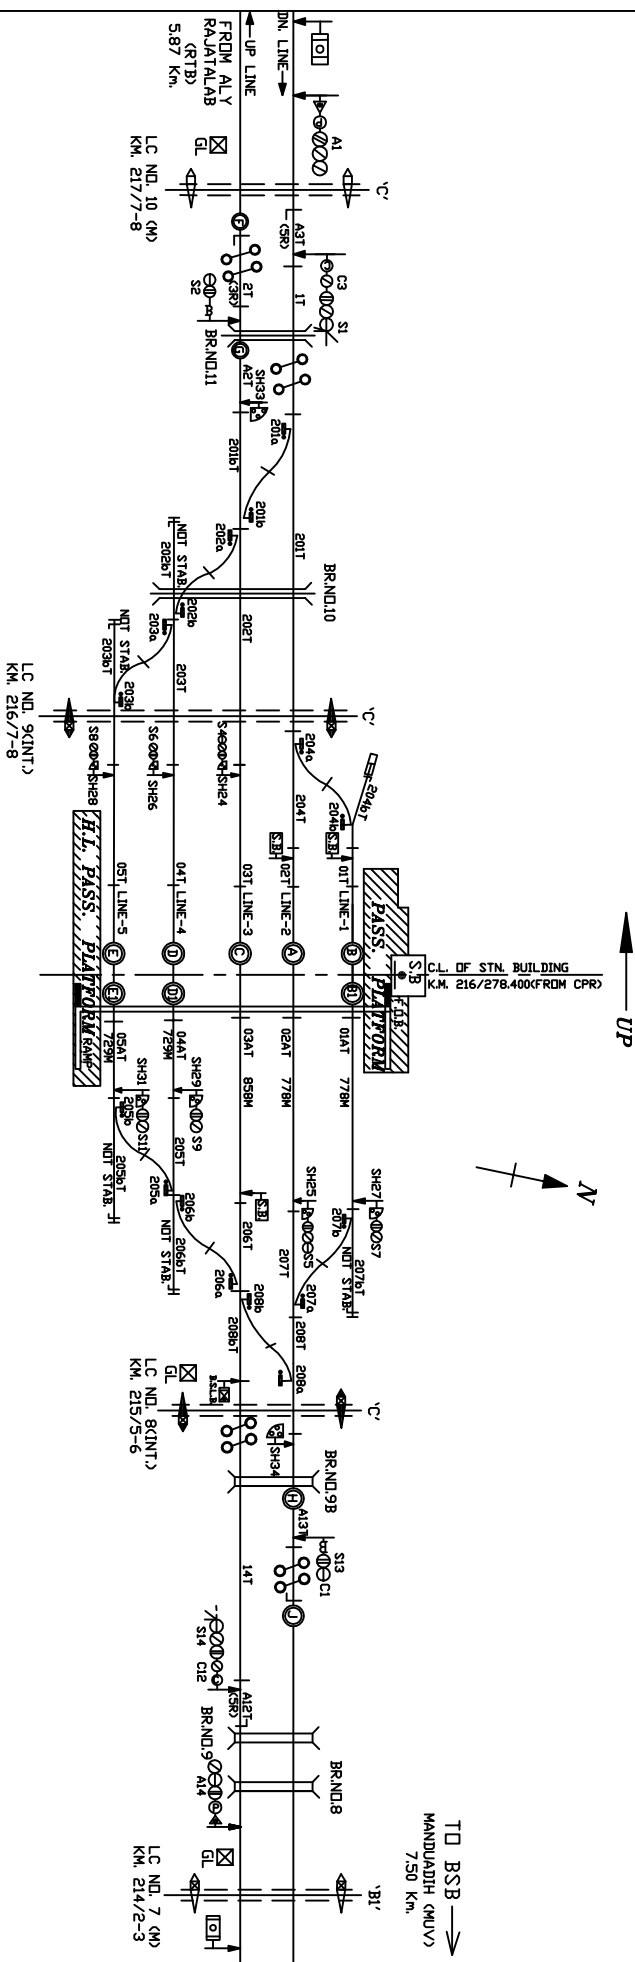 DN. LINE
UP LINE
FROM ALY
RAJATALAB
(RTB)
5.87 Km.
A1
GL
LC NO. 10 (M)
KM. 217/7-8
'C'
A3T
(5R)
F
C3
S1
1T
2T
(3R)
S2
BR.NO.11
G
A2T
SH33
201a
201bT
201b
201T
202a
NOT STAB.
202bT
202b
BR.NO.10
202T
203a
NOT STAB.
203bT
203b
203T
'C'
LC NO. 9(INT.)
KM. 216/7-8
204a
204T
204b
204bT
S8
SH28
S6
SH26
S4
SH24
S.B.
S.B.
01T LINE-1
02T LINE-2
03T LINE-3
04T LINE-4
05T LINE-5
H.L. PASS. PLATFORM
RAMP
PASS. PLATFORM
S.B
F.O.B.
C.L. OF STN. BUILDING
K.M. 216/278.400(FROM CPR)
UP
B
A
C
D
E
B1
D1
E1
01AT
778M
02AT
778M
03AT
858M
04AT
729M
05AT
729M
N
SH31
S11
SH29
S9
205b
205bT
NOT STAB.
205T
205a
206b
206bT
NOT STAB.
S.B.
206T
206a
SH25
S5
SH27
S7
207b
207bT
NOT STAB.
207T
207a
208b
208T
208bT
208a
B.S.L.B.
GL
LC NO. 8(INT.)
KM. 215/5-6
'C'
SH34
BR.NO.9B
H
A13T
S13
C1
J
14T
S14
C12
A12T
(5R)
BR.NO.9
A14
BR.NO.8
GL
LC NO. 7 (M)
KM. 214/2-3
'B1'
TO BSB
MANDUADIH (MUV)
7.50 Km.